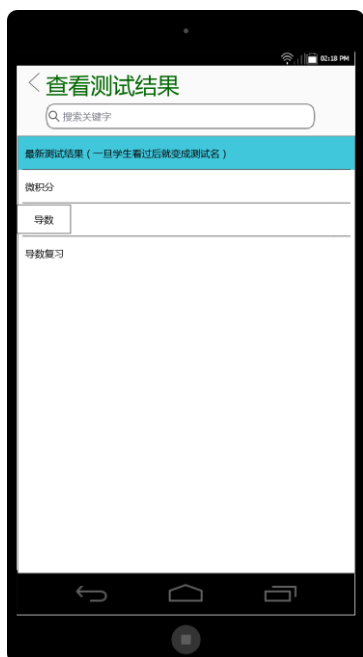 02:18 PM
查看测试结果
搜索关键字
最新测试结果（一旦学生看过后就变成测试名）
微积分
导数
导数复习